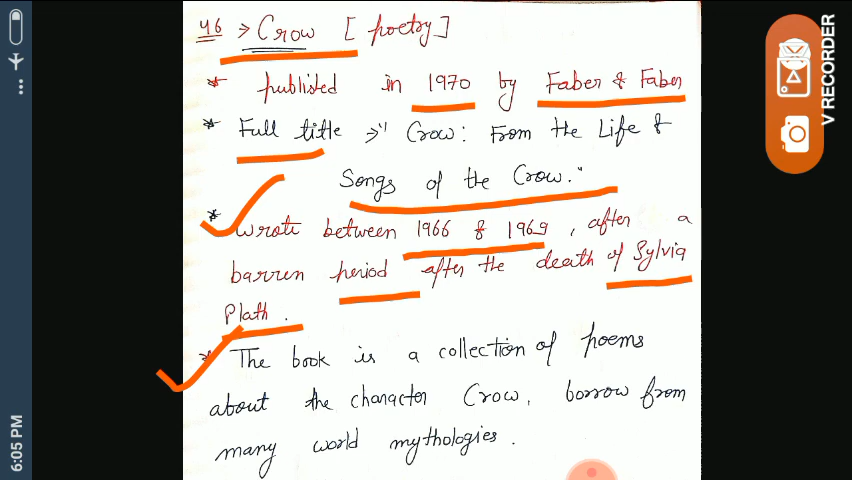 46 → Crow [poetry]
* published in 1970 by Faber & Faber
* Full title →" Crow: From the Life &
Songs of the Crow."
* wrote between 1966 & 1969, after a
barren period after the death of Sylvia
Plath.
* The book is a collection of poems
about the character Crow, borrow from
many world mythologies.
6:05 PM
V RECORDER